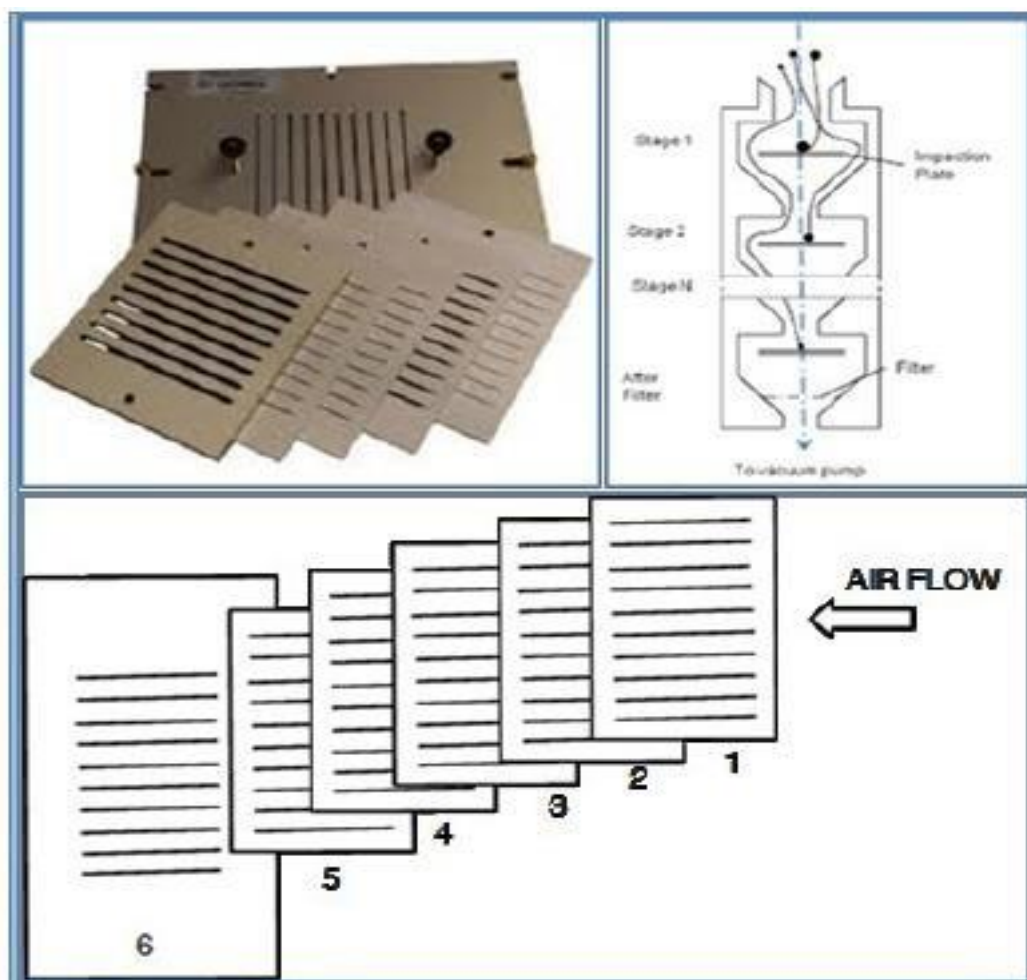 Stage 1
Impaction
Plate
Stage 2
Stage N
After
Filter
Filter
To vacuum pump
AIR FLOW
1
2
3
4
5
6